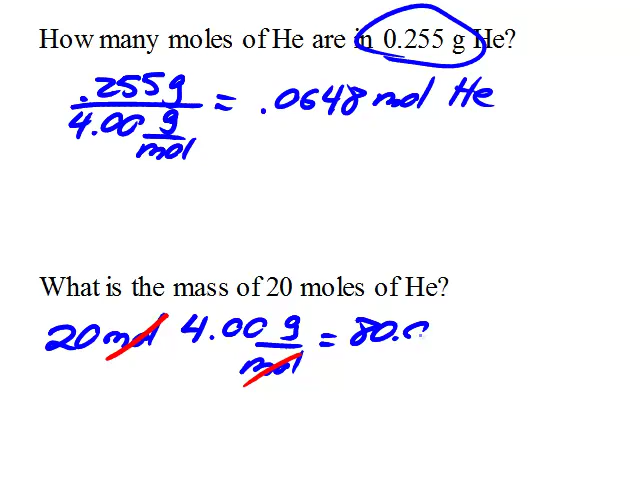 How many moles of He are in 0.255 g He?
.255g
4.00 g/mol = .0648 mol He
What is the mass of 20 moles of He?
20 mol 4.00 g/mol = 80.0